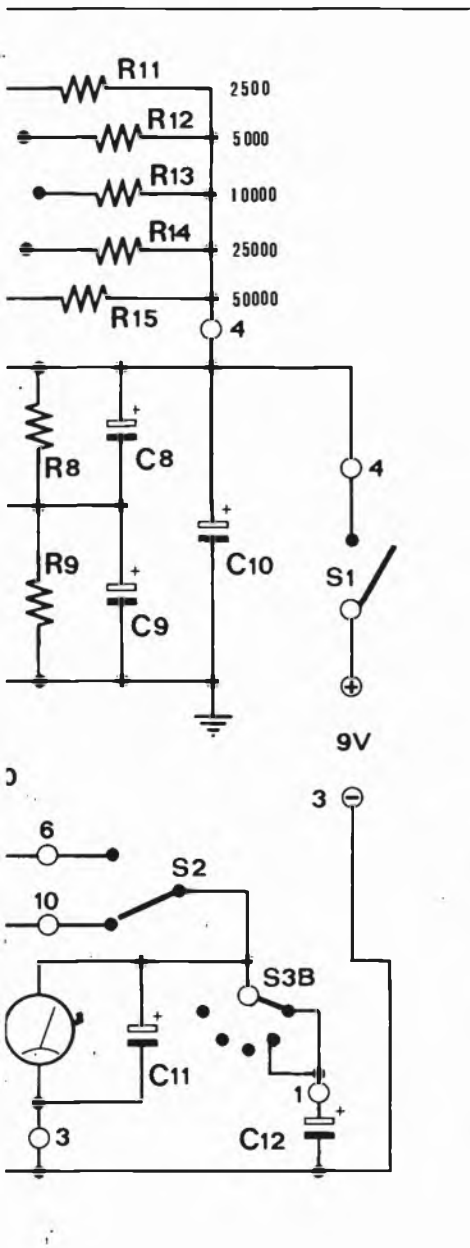 R11
2500
R12
5000
R13
10000
R14
25000
R15
50000
4
+
R8
C8
4
+
C10
R9
+
C9
S1
+
9V
3 −
6
10
S2
S3B
+
C11
1
+
C12
3